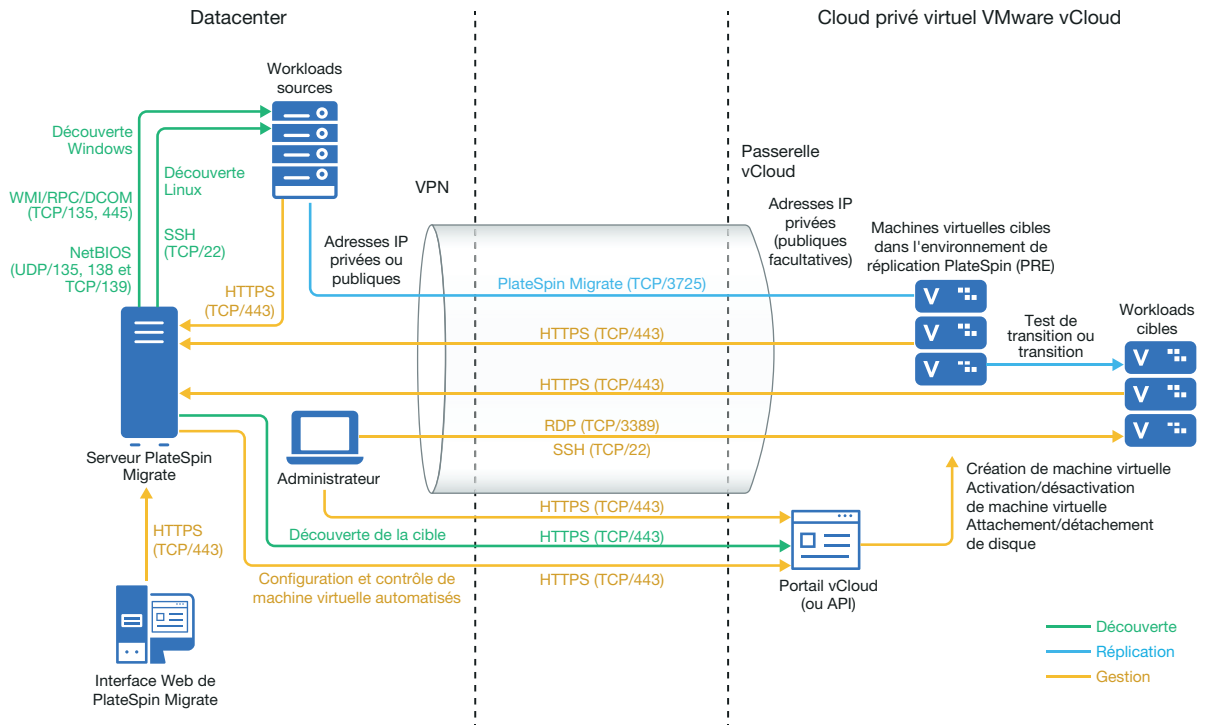 Datacenter
Cloud privé virtuel VMware vCloud
Workloads
sources
Découverte
Windows
Découverte
Linux
WMI/RPC/DCOM
(TCP/135, 445)
SSH
(TCP/22)
NetBIOS
(UDP/135, 138 et
TCP/139)
HTTPS
(TCP/443)
VPN
Adresses IP
privées ou
publiques
Passerelle
vCloud
Adresses IP
privées
(publiques
facultatives)
Machines virtuelles cibles
dans l'environnement de
réplication PlateSpin (PRE)
PlateSpin Migrate (TCP/3725)
HTTPS (TCP/443)
HTTPS (TCP/443)
RDP (TCP/3389)
SSH (TCP/22)
V
V
V
Test de
transition ou
transition
Workloads
cibles
V
V
V
Serveur PlateSpin
Migrate
Administrateur
HTTPS (TCP/443)
Découverte de la cible
HTTPS (TCP/443)
Configuration et contrôle de
machine virtuelle automatisés
HTTPS (TCP/443)
HTTPS
(TCP/443)
Interface Web de
PlateSpin Migrate
Portail vCloud
(ou API)
Création de machine virtuelle
Activation/désactivation
de machine virtuelle
Attachement/détachement
de disque
Découverte
Réplication
Gestion